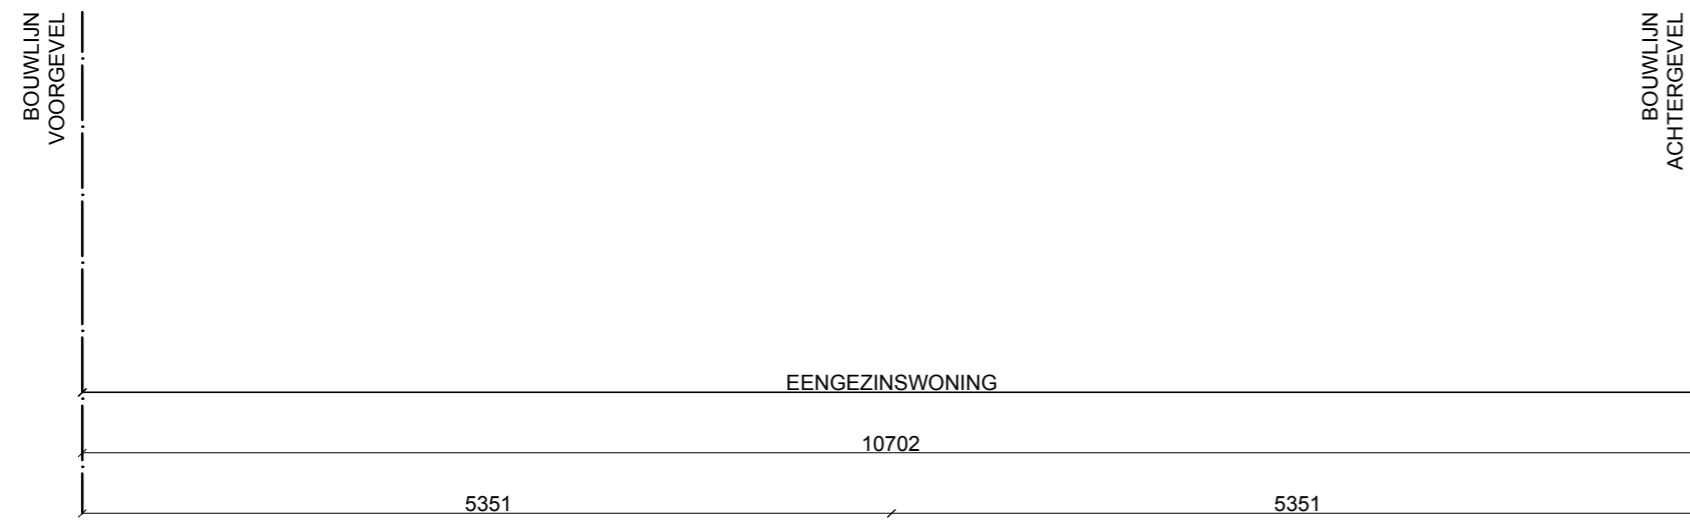 BOUWLIJN
VOORGEVEL
BOUWLIJN
ACHTERGEVEL
EENGEZINSWONING
10702
5351
5351